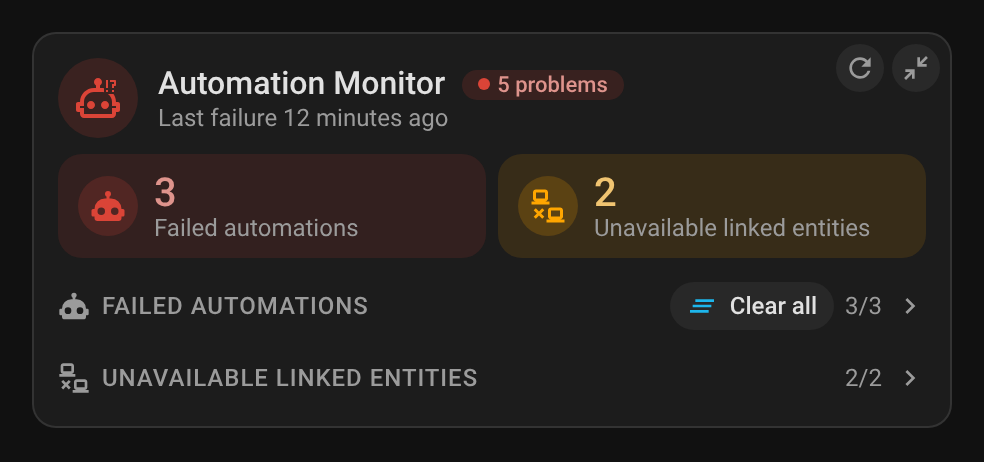 Automation Monitor
5 problems
Last failure 12 minutes ago
3
Failed automations
2
Unavailable linked entities
FAILED AUTOMATIONS
Clear all
3/3
UNAVAILABLE LINKED ENTITIES
2/2